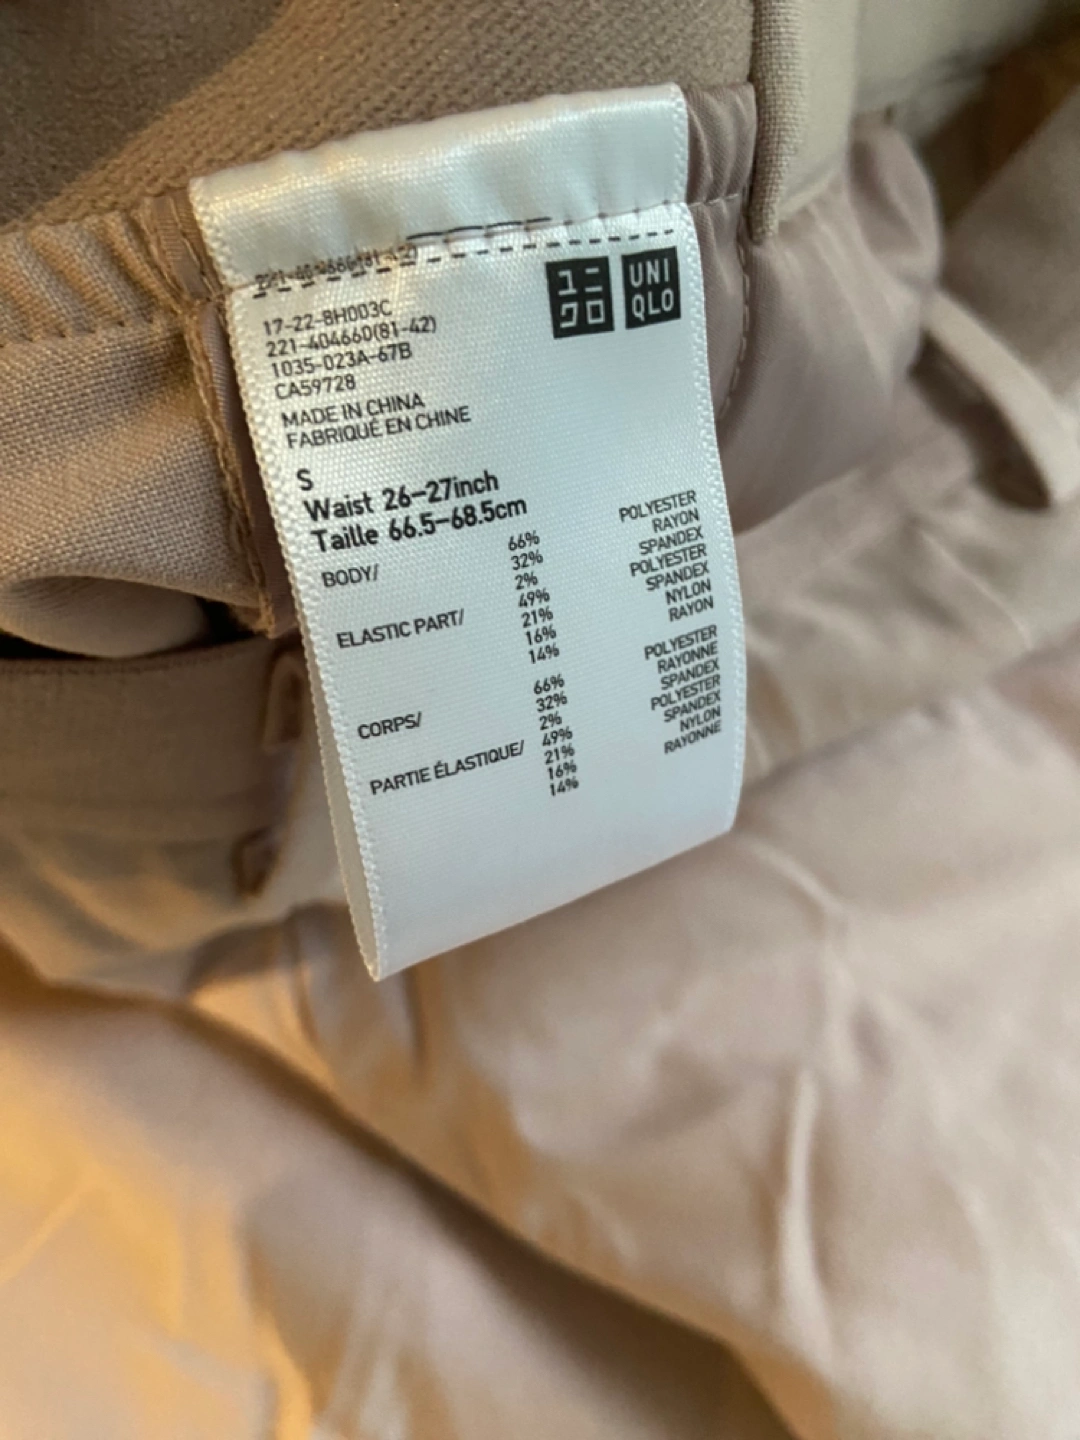 ユニ
クロ
UNI
QLO
17-22-8H003C
221-404660(81-42)
1035-023A-67B
CA59728
MADE IN CHINA
FABRIQUÉ EN CHINE
S
Waist 26-27inch
Taille 66.5-68.5cm
BODY/ 66% POLYESTER
32% RAYON
2% SPANDEX
ELASTIC PART/ 49% POLYESTER
21% SPANDEX
16% NYLON
14% RAYON
CORPS/ 66% POLYESTER
32% RAYONNE
2% SPANDEX
PARTIE ÉLASTIQUE/ 49% POLYESTER
21% SPANDEX
16% NYLON
14% RAYONNE